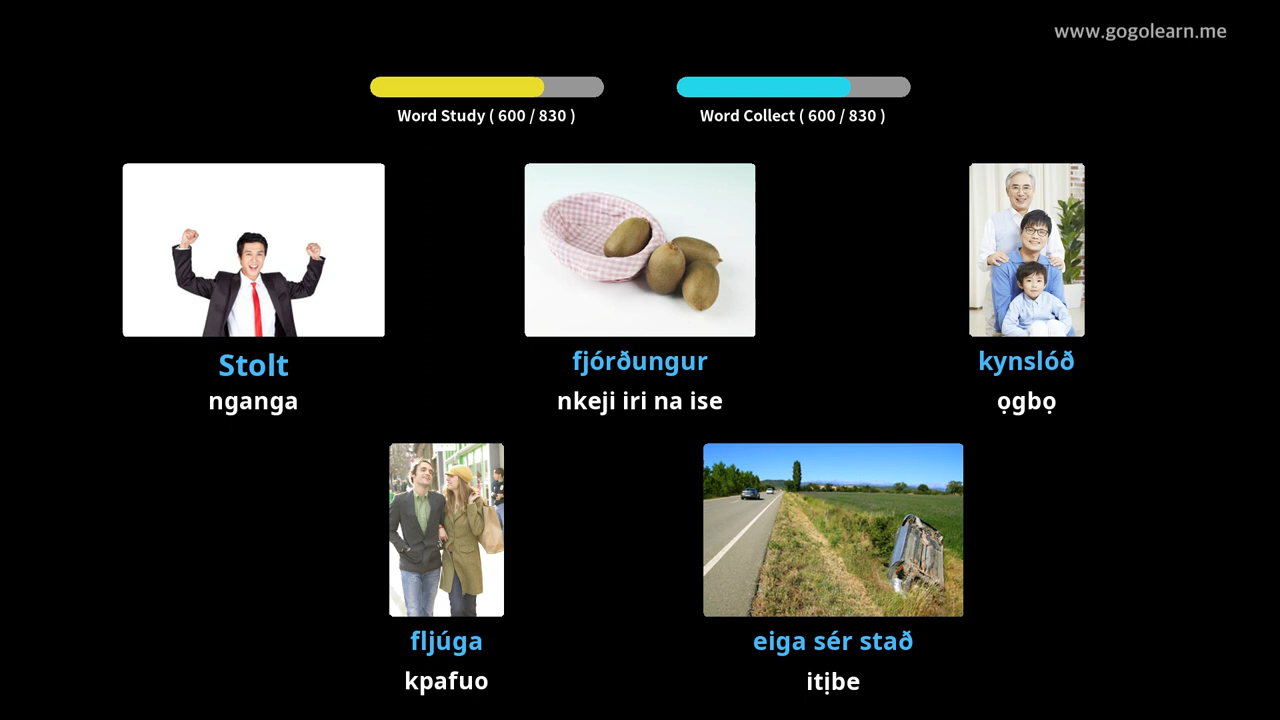 www.gogolearn.me
Word Study ( 600 / 830 )
Word Collect ( 600 / 830 )
Stolt
nganga
fjórðungur
nkeji iri na ise
kynslóð
ọgbọ
fljúga
kpafuo
eiga sér stað
itịbe